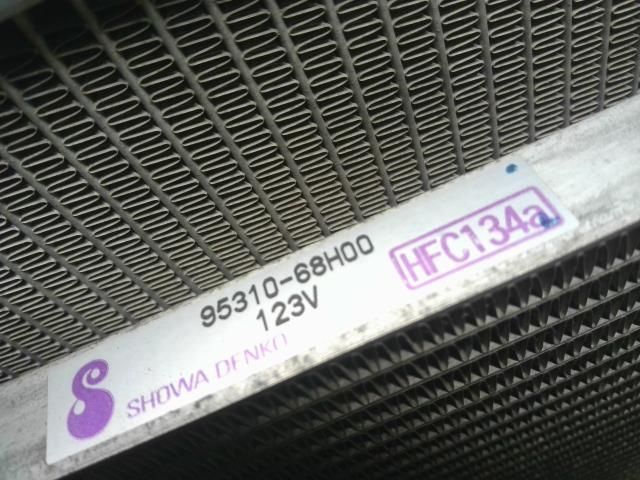 95310-68H00
123V
HFC134a
SHOWA DENKO